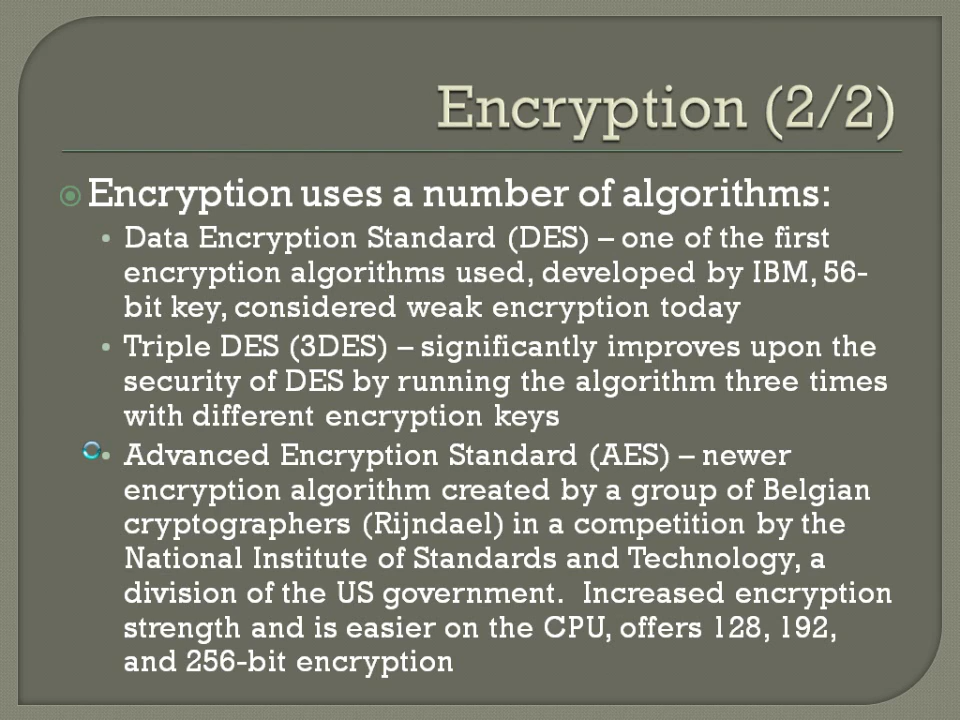 Encryption (2/2)
Encryption uses a number of algorithms:
• Data Encryption Standard (DES) – one of the first
encryption algorithms used, developed by IBM, 56-
bit key, considered weak encryption today
• Triple DES (3DES) – significantly improves upon the
security of DES by running the algorithm three times
with different encryption keys
• Advanced Encryption Standard (AES) – newer
encryption algorithm created by a group of Belgian
cryptographers (Rijndael) in a competition by the
National Institute of Standards and Technology, a
division of the US government.  Increased encryption
strength and is easier on the CPU, offers 128, 192,
and 256-bit encryption